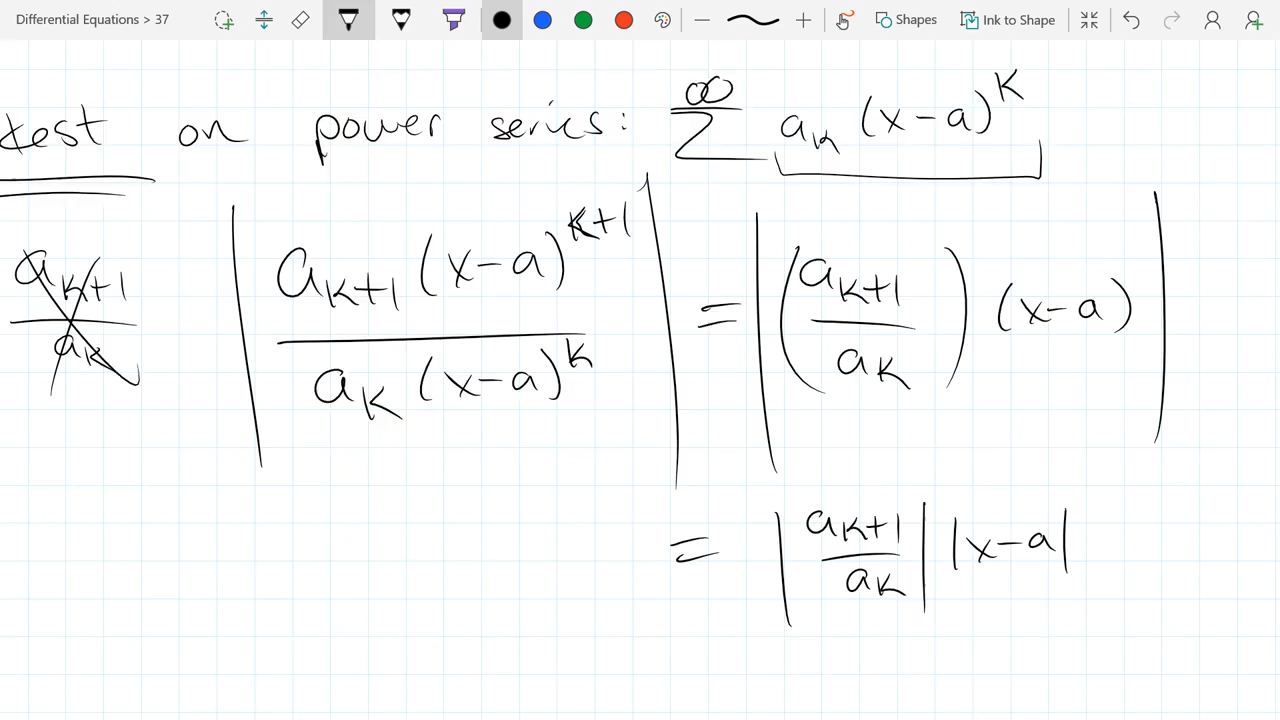 Differential Equations > 37
Shapes
Ink to Shape
test on power series: ∞
∑ a_k (x-a)^k
a_{k+1} / a_k
| a_{k+1} (x-a)^{k+1} / a_k (x-a)^k | = | ( a_{k+1} / a_k ) (x-a) |
= | a_{k+1} / a_k | |x-a|